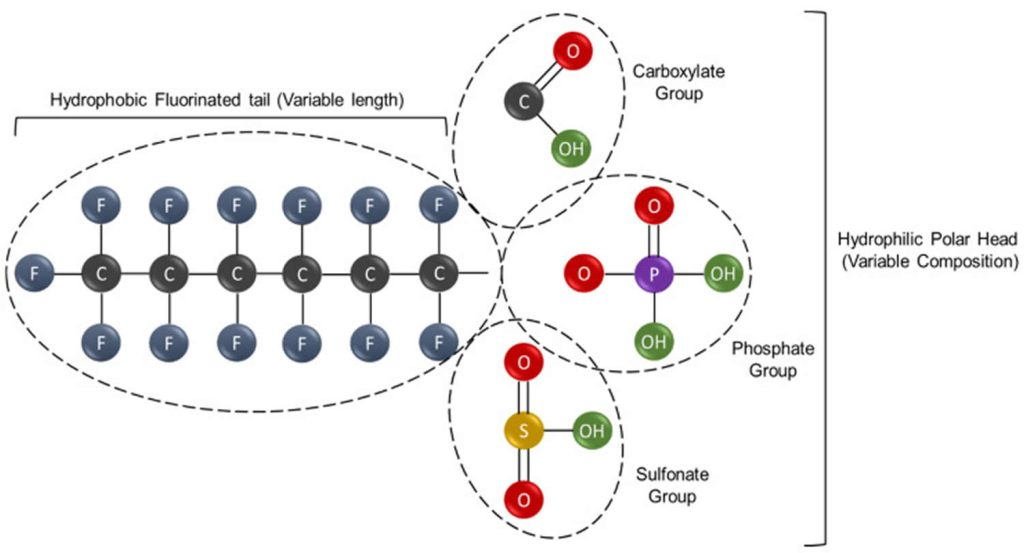 Hydrophobic Fluorinated tail (Variable length)
O
C
OH
Carboxylate
Group
F F F F F F
F C C C C C C
F F F F F F
O
O P OH
OH
Phosphate
Group
O
S OH
O
Sulfonate
Group
Hydrophilic Polar Head
(Variable Composition)